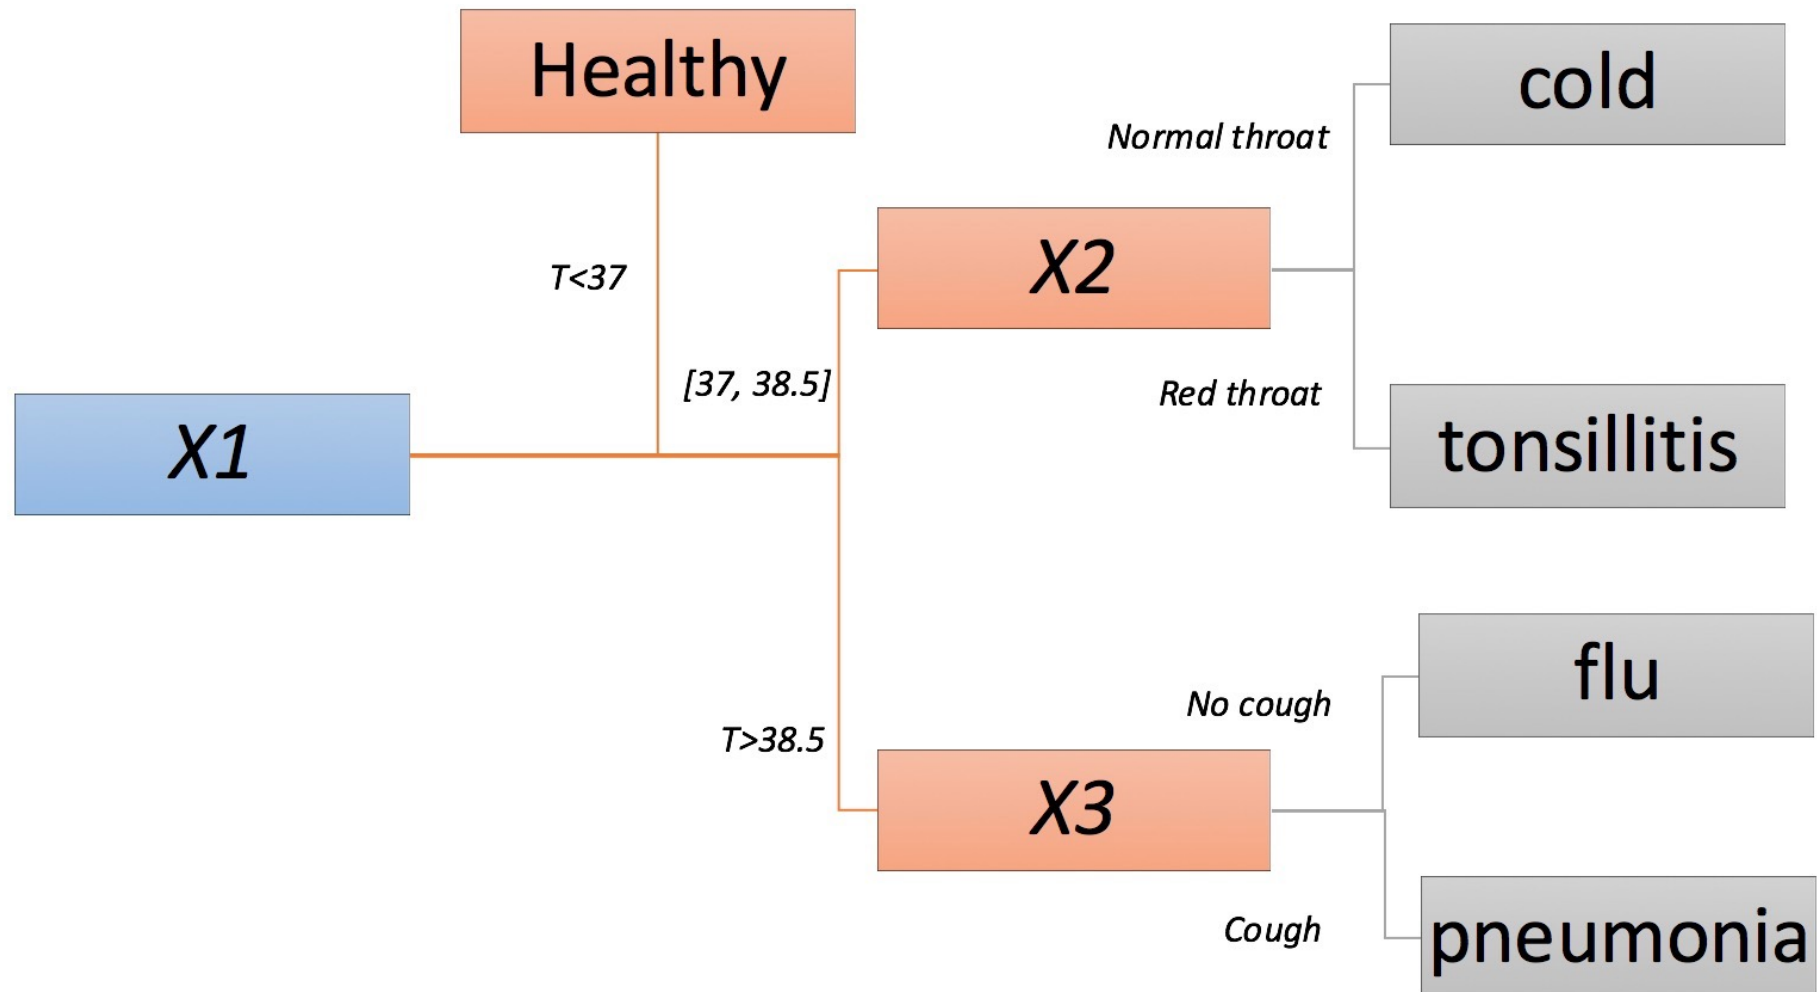 Healthy
cold
Normal throat
X2
T<37
[37, 38.5]
Red throat
X1
tonsillitis
flu
No cough
T>38.5
X3
Cough
pneumonia